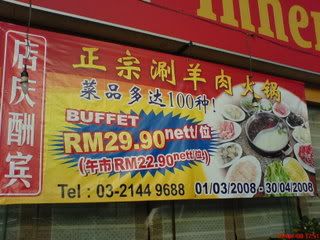 Inner
店庆酬宾
正宗涮羊肉火锅
菜品多达100种!
BUFFET
RM29.90nett/位
(午市RM22.90nett/位)
Tel : 03-2144 9688
01/03/2008 - 30/04/2008